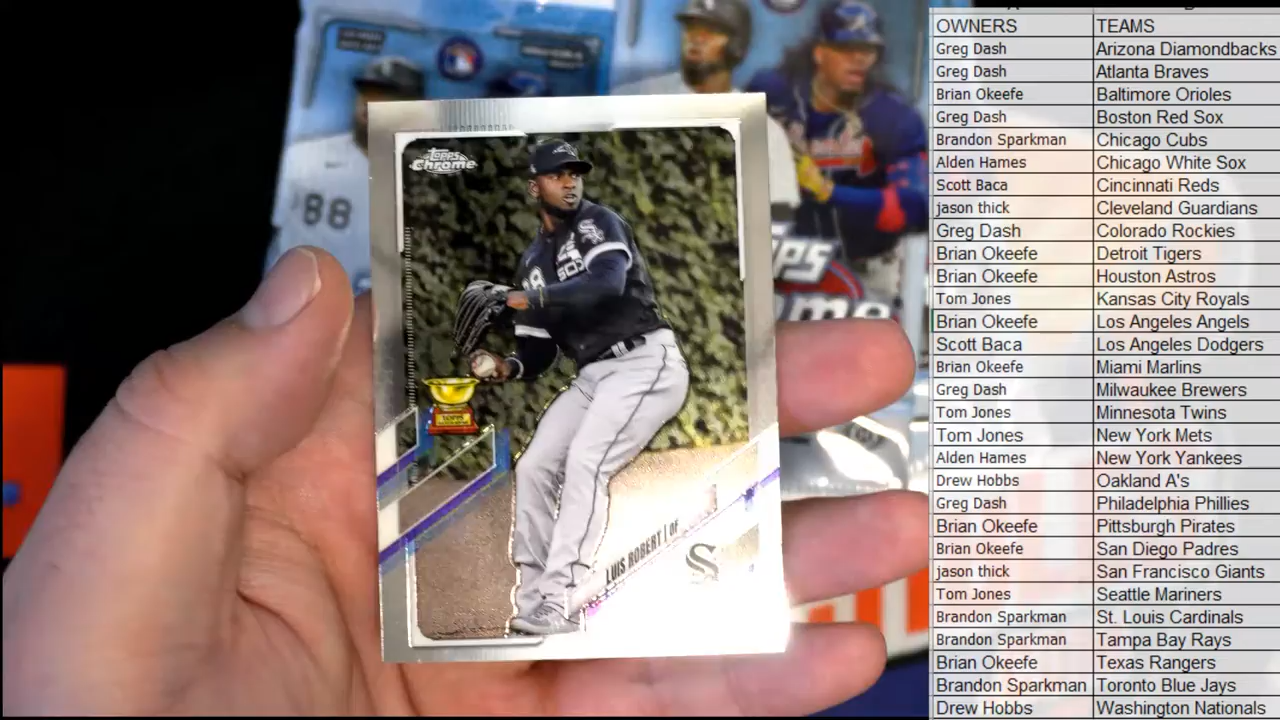 OWNERS TEAMS
Greg Dash Arizona Diamondbacks
Greg Dash Atlanta Braves
Brian Okeefe Baltimore Orioles
Greg Dash Boston Red Sox
Brandon Sparkman Chicago Cubs
Alden Hames Chicago White Sox
Scott Baca Cincinnati Reds
jason thick Cleveland Guardians
Greg Dash Colorado Rockies
Brian Okeefe Detroit Tigers
Brian Okeefe Houston Astros
Tom Jones Kansas City Royals
Brian Okeefe Los Angeles Angels
Scott Baca Los Angeles Dodgers
Brian Okeefe Miami Marlins
Greg Dash Milwaukee Brewers
Tom Jones Minnesota Twins
Tom Jones New York Mets
Alden Hames New York Yankees
Drew Hobbs Oakland A's
Greg Dash Philadelphia Phillies
Brian Okeefe Pittsburgh Pirates
Brian Okeefe San Diego Padres
jason thick San Francisco Giants
Tom Jones Seattle Mariners
Brandon Sparkman St. Louis Cardinals
Brandon Sparkman Tampa Bay Rays
Brian Okeefe Texas Rangers
Brandon Sparkman Toronto Blue Jays
Drew Hobbs Washington Nationals
Topps
Chrome
SOX
TOPPS
LUIS ROBERT | OF
88